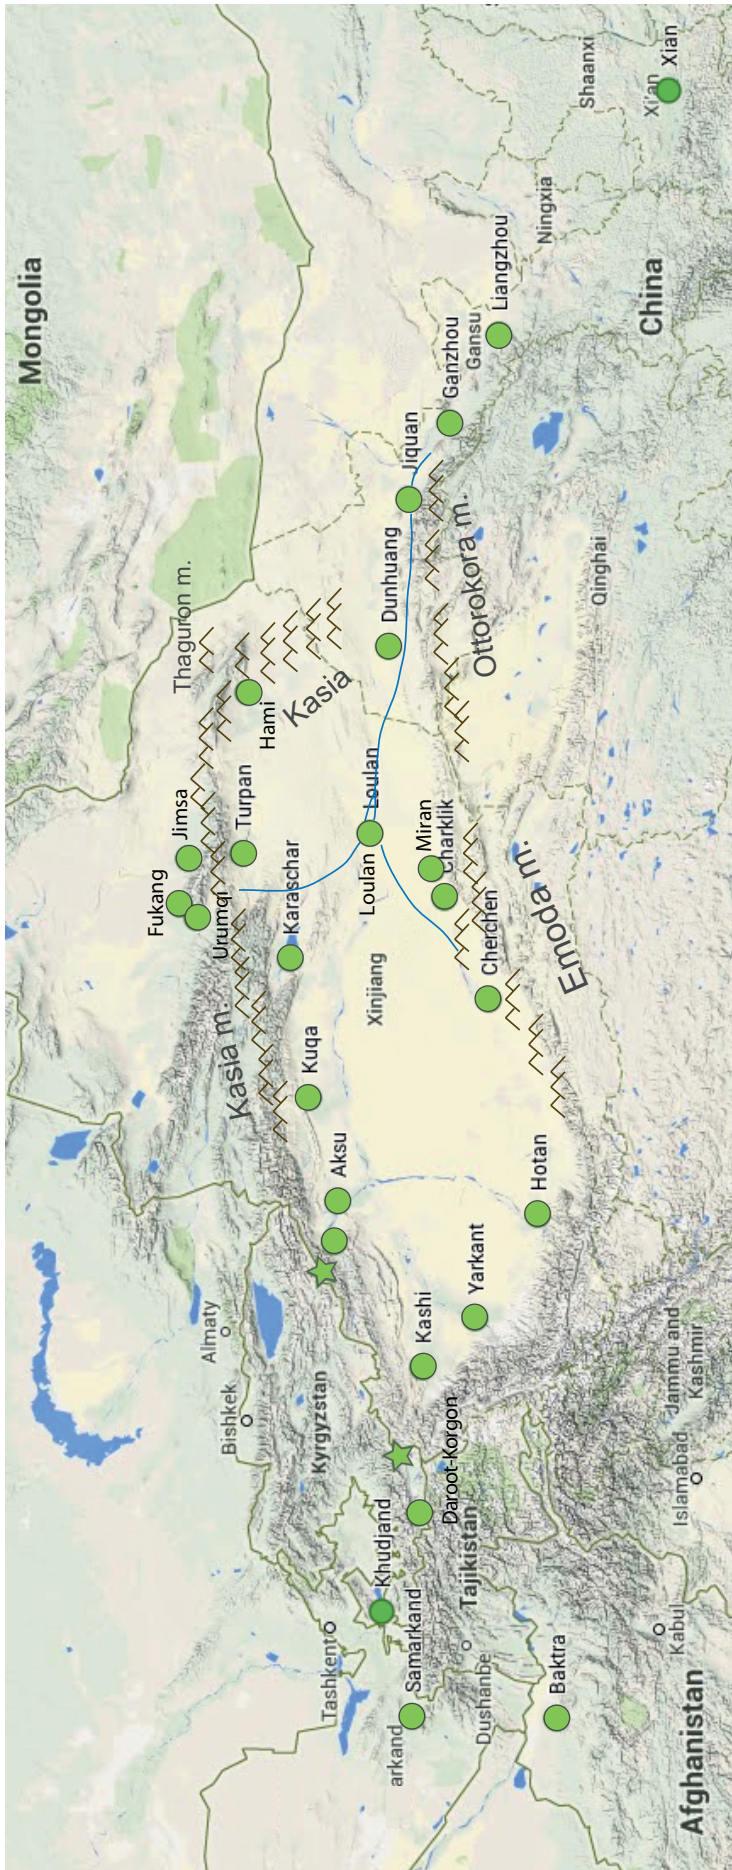 Mongolia
Shaanxi
Xi'an
Xian
Ningxia
Liangzhou
China
Ganzhou
Gansu
Jiquan
Ottorokora m.
Qinghai
Dunhuang
Thaguron m.
Kasia
Hami
Jimsa
Turpan
Fukang
Urumqi
Karaschar
Loulan
Loulan
Miran
Charklik
Cherchen
Emoda m.
Xinjiang
Kasia m.
Kuqa
Aksu
Hotan
Yarkant
Kashi
Almaty
Bishkek
Kyrgyzstan
Jammu and
Kashmir
Islamabad
Daroot-Korgon
Tajikistan
Khudjand
Samarkand
arkand
Tashkent
Dushanbe
Baktra
Kabul
Afghanistan